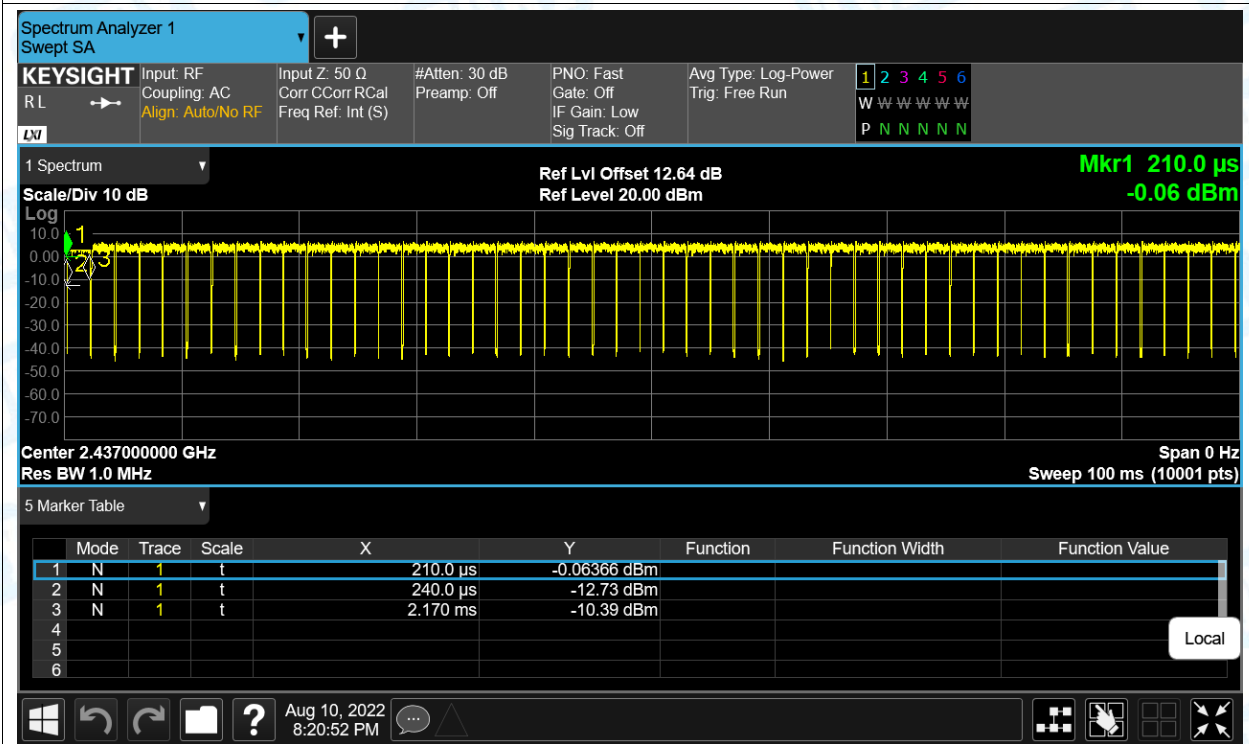 Spectrum Analyzer 1
Swept SA
+
KEYSIGHT
R L
LXI
Input: RF
Coupling: AC
Align: Auto/No RF
Input Z: 50 Ω
Corr CCorr RCal
Freq Ref: Int (S)
#Atten: 30 dB
Preamp: Off
PNO: Fast
Gate: Off
IF Gain: Low
Sig Track: Off
Avg Type: Log-Power
Trig: Free Run
1 2 3 4 5 6
W W W W W W
P N N N N N
1 Spectrum
Scale/Div 10 dB
Ref Lvl Offset 12.64 dB
Ref Level 20.00 dBm
Mkr1 210.0 µs
-0.06 dBm
Log
10.0
0.00
-10.0
-20.0
-30.0
-40.0
-50.0
-60.0
-70.0
1
2
3
Center 2.437000000 GHz
Res BW 1.0 MHz
Span 0 Hz
Sweep 100 ms (10001 pts)
5 Marker Table
Mode Trace Scale X Y Function Function Width Function Value
1 N 1 t 210.0 µs -0.06366 dBm
2 N 1 t 240.0 µs -12.73 dBm
3 N 1 t 2.170 ms -10.39 dBm
4
5
6
Local
?
Aug 10, 2022
8:20:52 PM